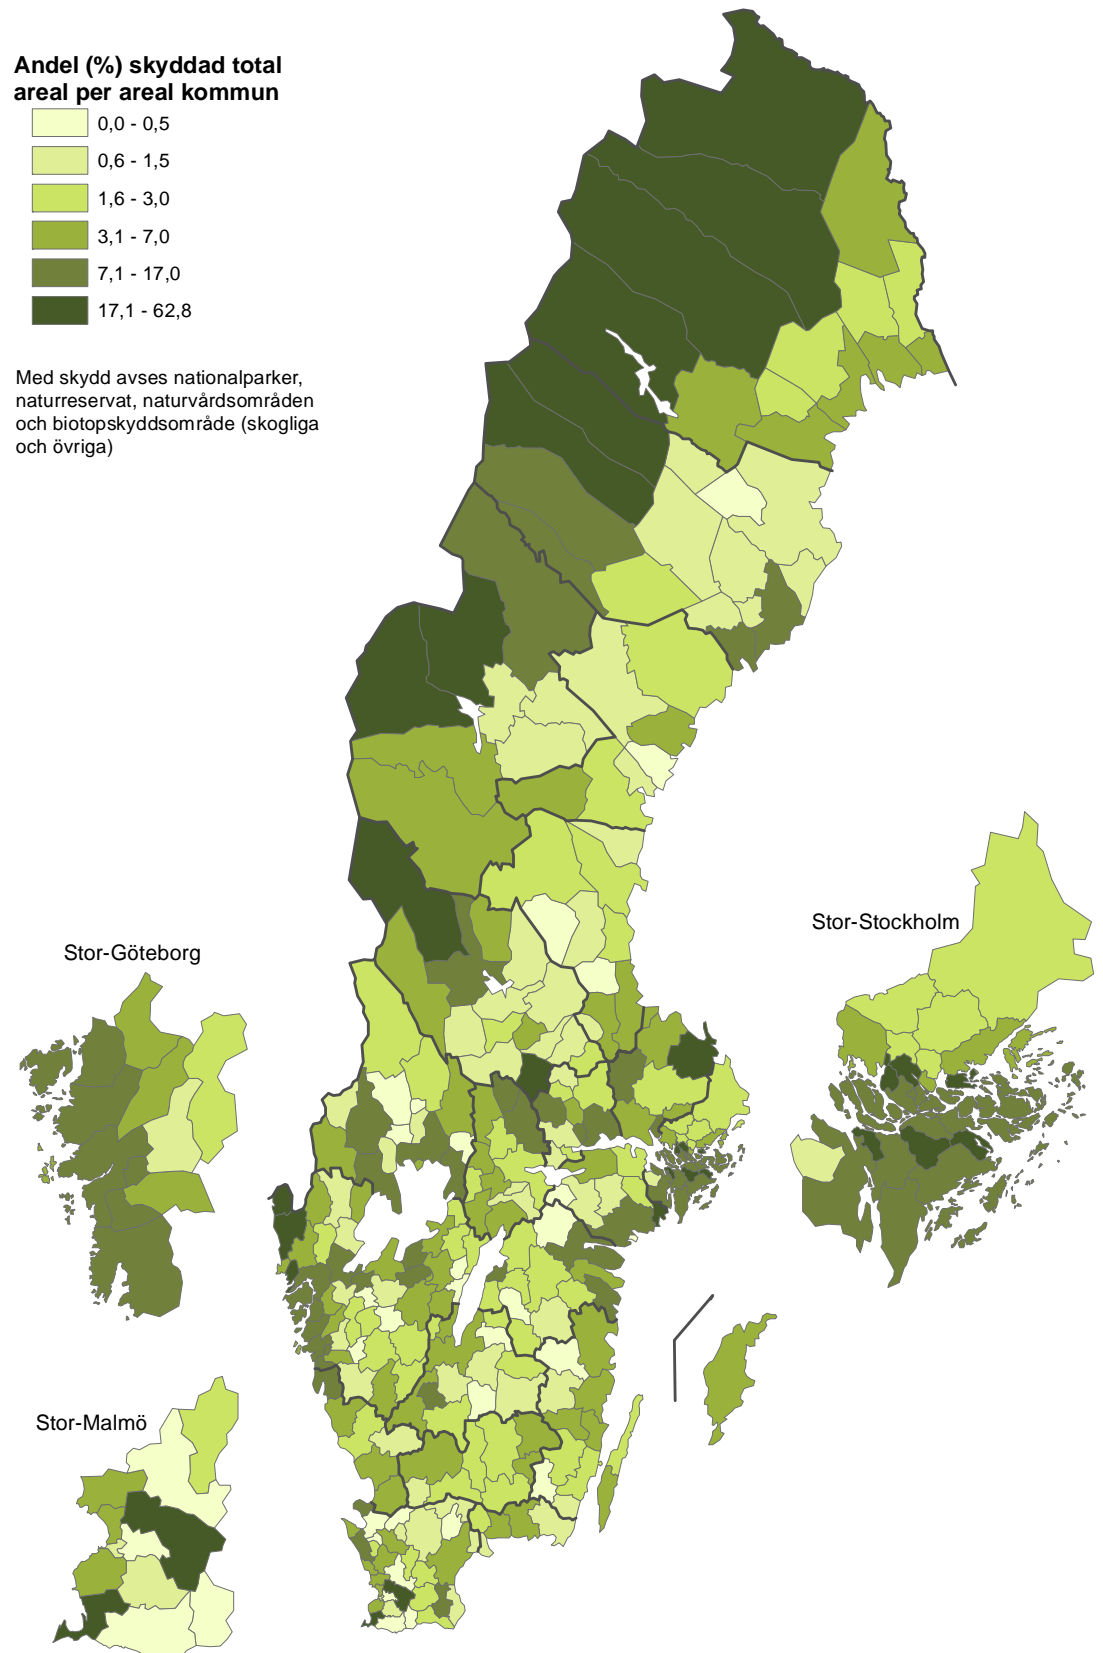 Andel (%) skyddad total
areal per areal kommun
0,0 - 0,5
0,6 - 1,5
1,6 - 3,0
3,1 - 7,0
7,1 - 17,0
17,1 - 62,8
Med skydd avses nationalparker,
naturreservat, naturvårdsområden
och biotopskyddsområde (skogliga
och övriga)
Stor-Stockholm
Stor-Göteborg
Stor-Malmö